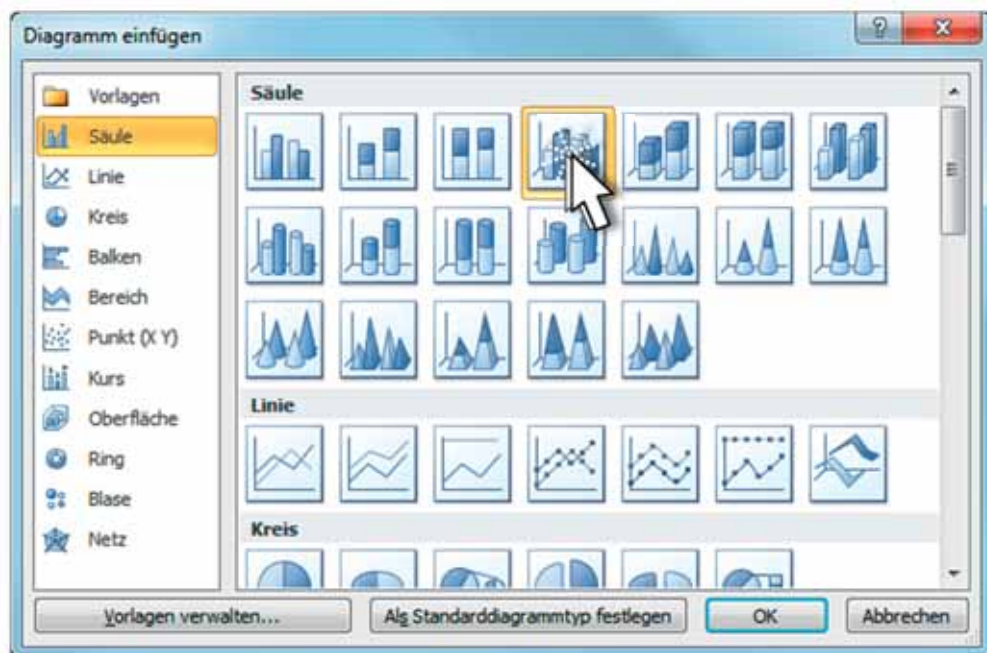 Diagramm einfügen
Vorlagen
Säule
Linie
Kreis
Balken
Bereich
Punkt (X Y)
Kurs
Oberfläche
Ring
Blase
Netz
Säule
Linie
Kreis
Vorlagen verwalten...
Als Standarddiagrammtyp festlegen
OK
Abbrechen